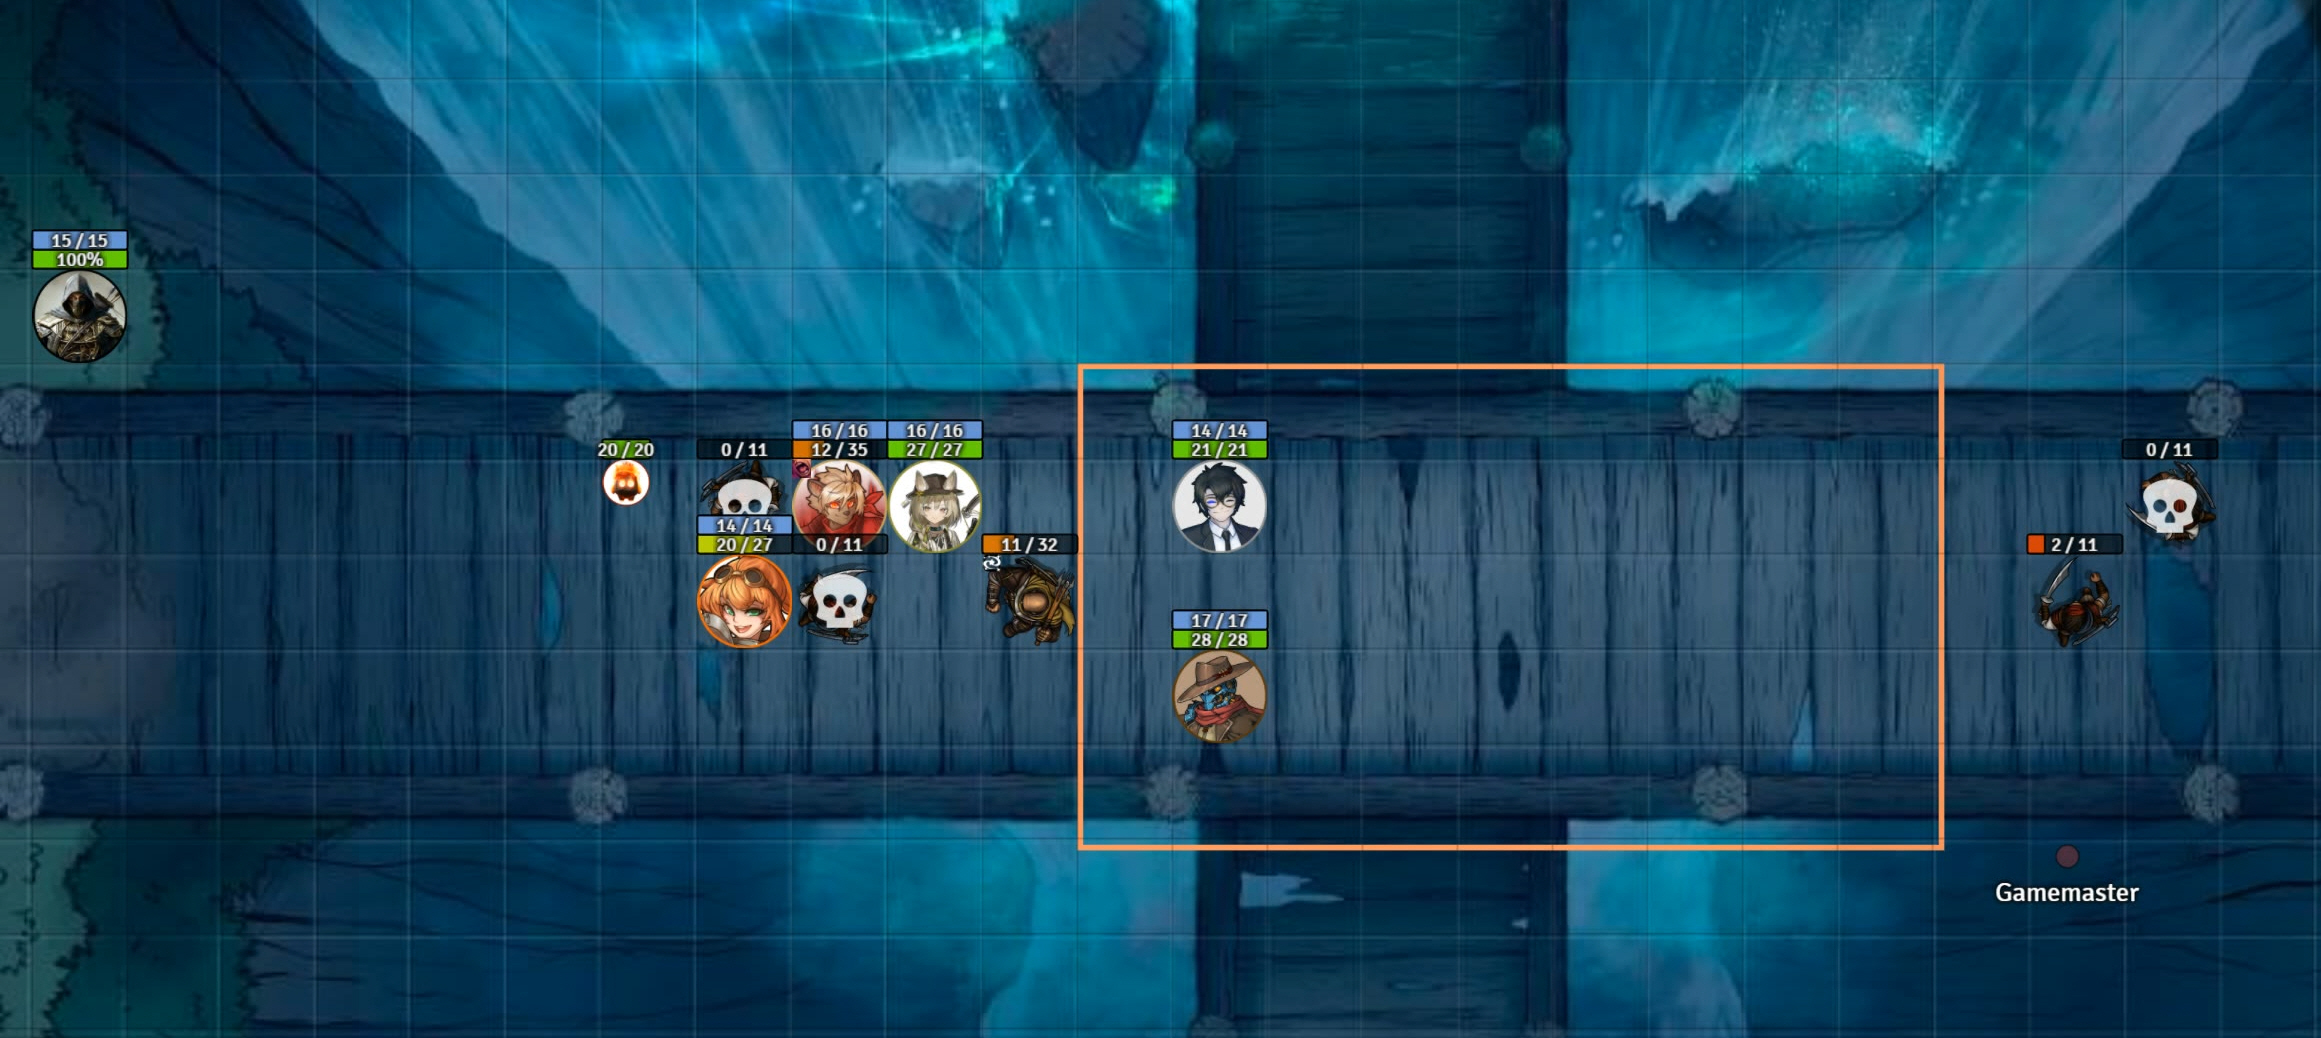 15 / 15
100%
20 / 20
0 / 11
16 / 16
12 / 35
16 / 16
27 / 27
14 / 14
20 / 27
0 / 11
11 / 32
14 / 14
21 / 21
17 / 17
28 / 28
0 / 11
2 / 11
Gamemaster